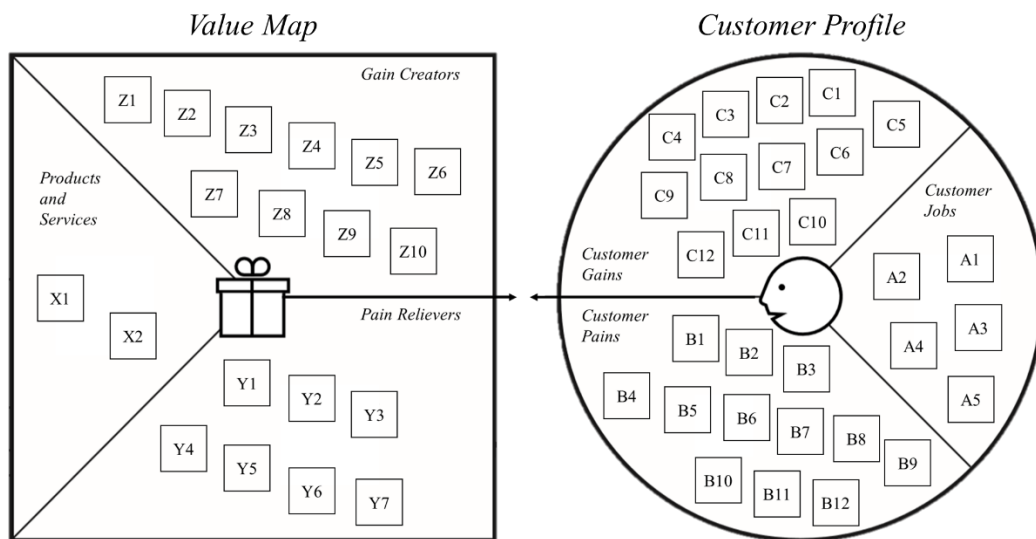 Value Map
Customer Profile
Gain Creators
Z1
Z2
Z3
Z4
Z5
Z6
Z7
Z8
Z9
Z10
Products
and
Services
X1
X2
Pain Relievers
Y1
Y2
Y3
Y4
Y5
Y6
Y7
C1
C2
C3
C4
C5
C6
C7
C8
C9
C10
C11
C12
Customer
Gains
Customer
Jobs
A1
A2
A3
A4
A5
Customer
Pains
B1
B2
B3
B4
B5
B6
B7
B8
B9
B10
B11
B12